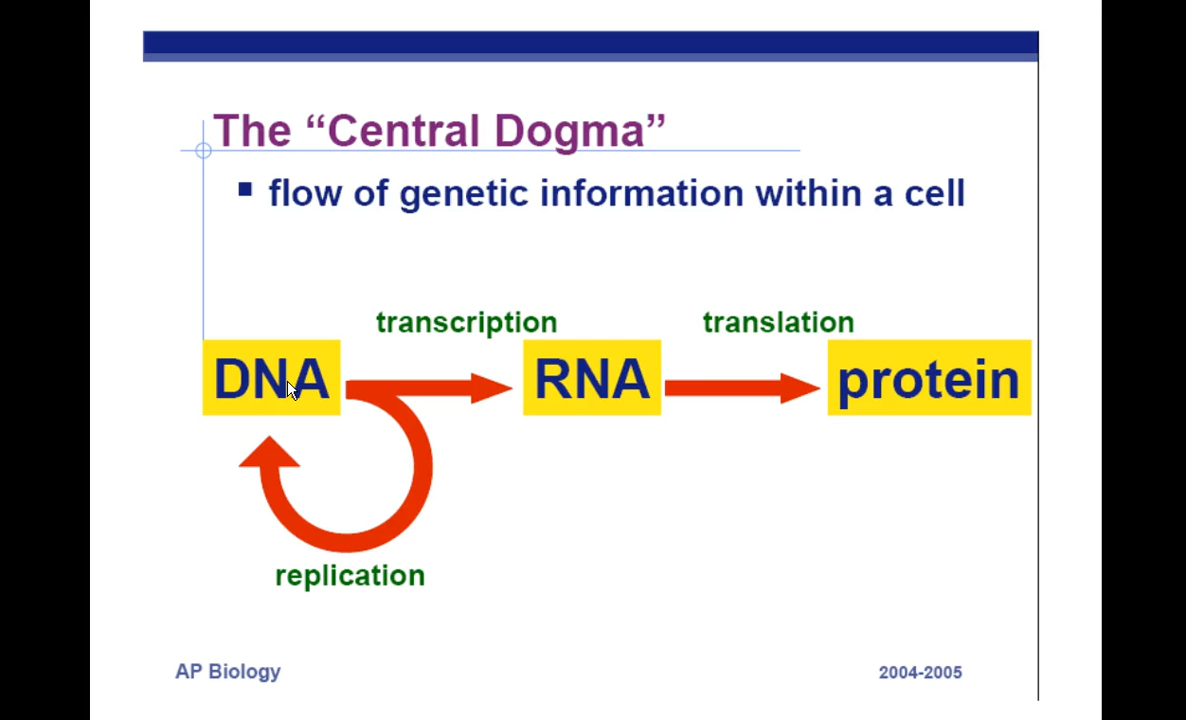 The “Central Dogma”
▪ flow of genetic information within a cell
transcription translation
DNA RNA protein
replication
AP Biology 2004-2005